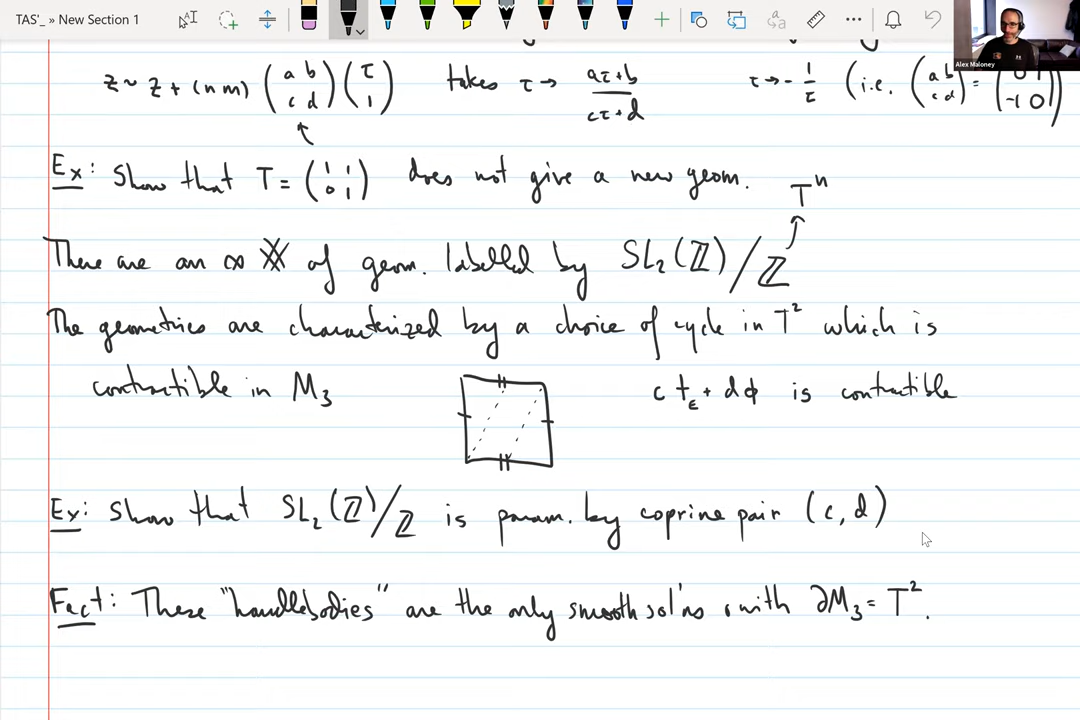 TAS'_ » New Section 1
Alex Maloney
z ~ z + (n m) (a b c d) (τ 1) takes τ → aτ+b / cτ+d τ → -1/τ (i.e. (a b c d) = (0 1 -1 0))
Ex: Show that T = (1 1 0 1) does not give a new geom.
T^n
There are an ∞ # of geom. labelled by SL₂(ℤ)/ℤ
The geometries are characterized by a choice of cycle in T² which is
contractible in M₃ c t_E + dϕ is contractible
Ex: Show that SL₂(ℤ)/ℤ is param. by coprime pair (c, d)
Fact: These "handlebodies" are the only smooth sol'ns with ∂M₃ = T².